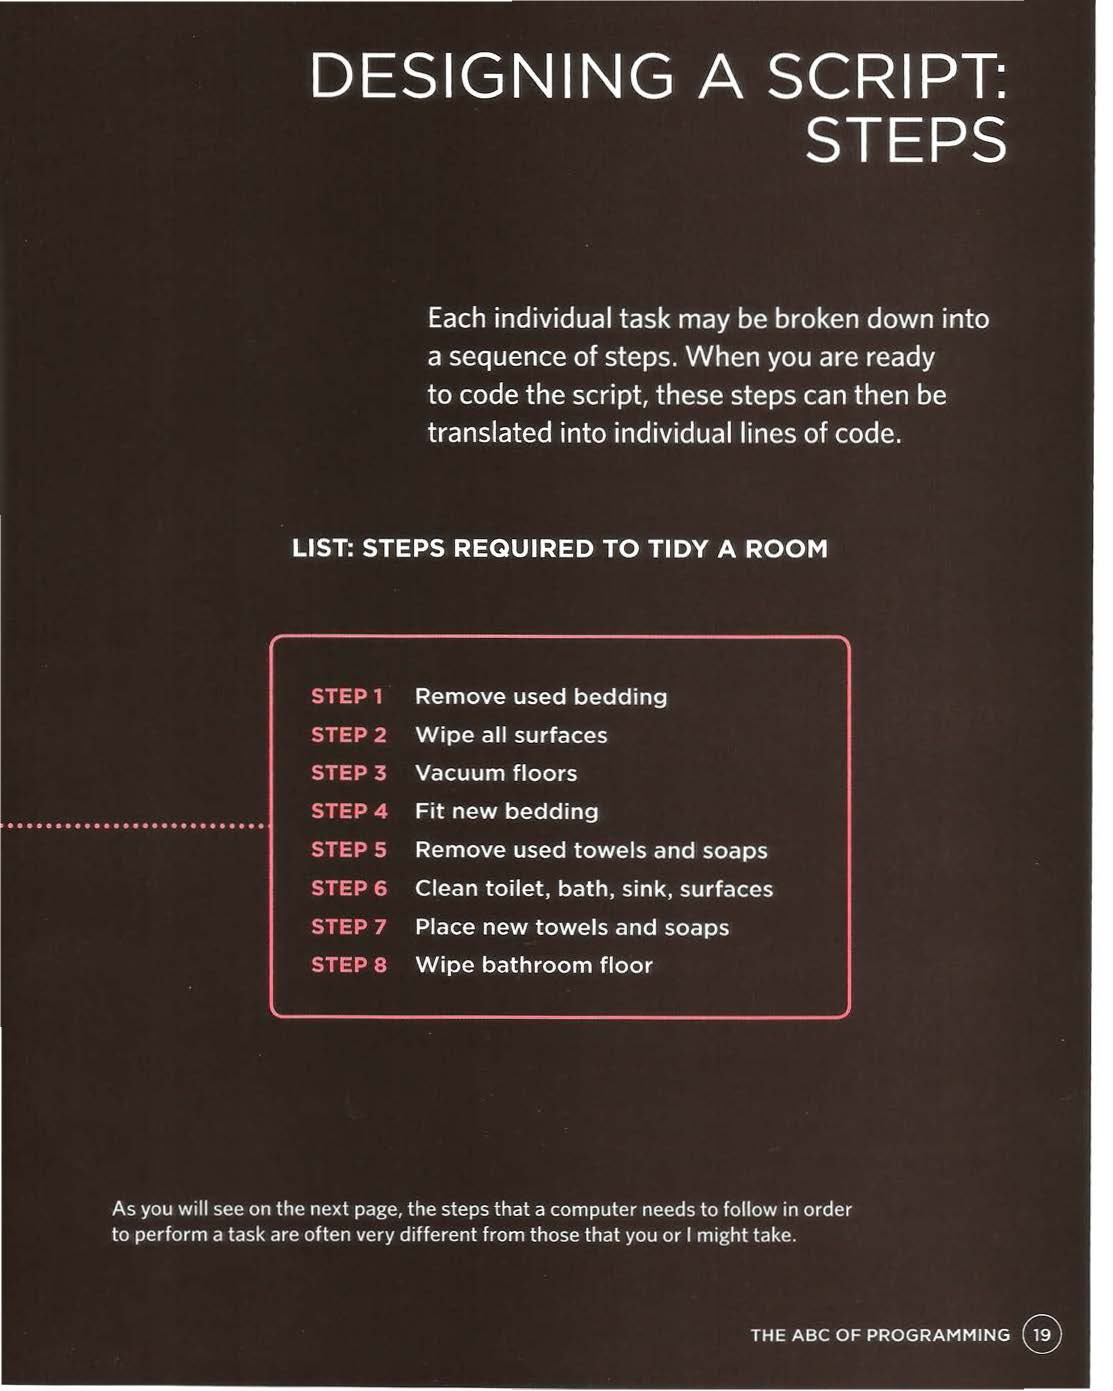 DESIGNING A SCRIPT:
STEPS
Each individual task may be broken down into
a sequence of steps. When you are ready
to code the script, these steps can then be
translated into individual lines of code.
LIST: STEPS REQUIRED TO TIDY A ROOM
STEP 1 Remove used bedding
STEP 2 Wipe all surfaces
STEP 3 Vacuum floors
STEP 4 Fit new bedding
STEP 5 Remove used towels and soaps
STEP 6 Clean toilet, bath, sink, surfaces
STEP 7 Place new towels and soaps
STEP 8 Wipe bathroom floor
As you will see on the next page, the steps that a computer needs to follow in order
to perform a task are often very different from those that you or I might take.
THE ABC OF PROGRAMMING 19